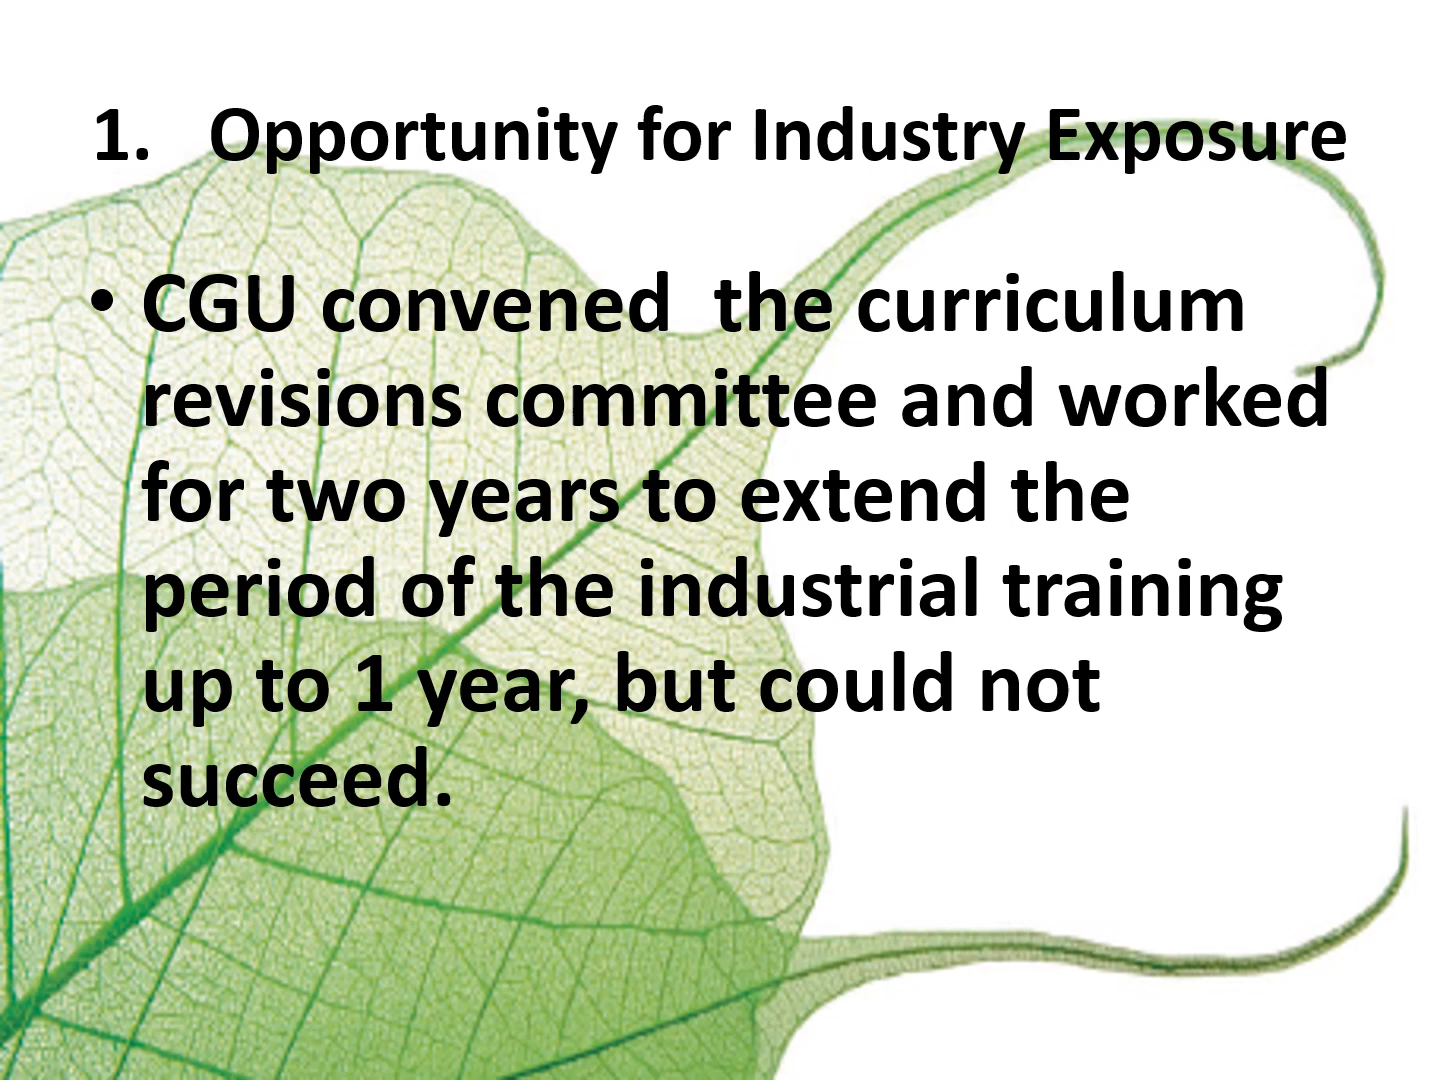 1. Opportunity for Industry Exposure
• CGU convened  the curriculum
revisions committee and worked
for two years to extend the
period of the industrial training
up to 1 year, but could not
succeed.